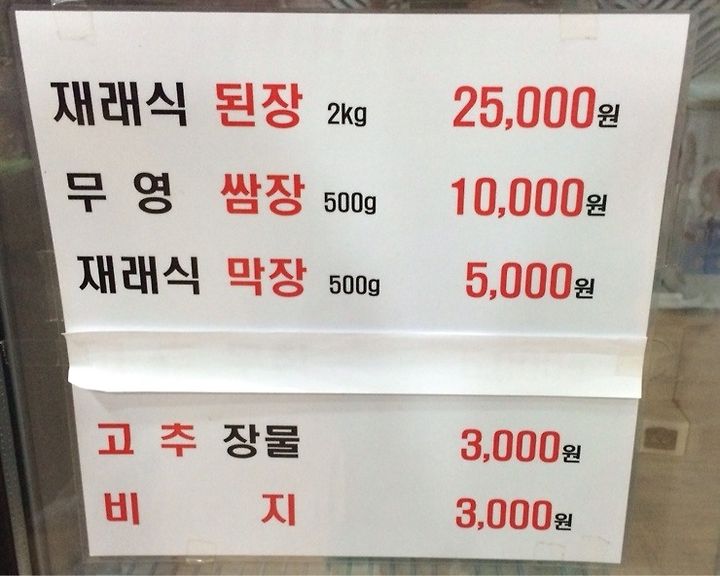 재래식 된장 2kg 25,000원
무영 쌈장 500g 10,000원
재래식 막장 500g 5,000원
고추 장물 3,000원
비지 3,000원